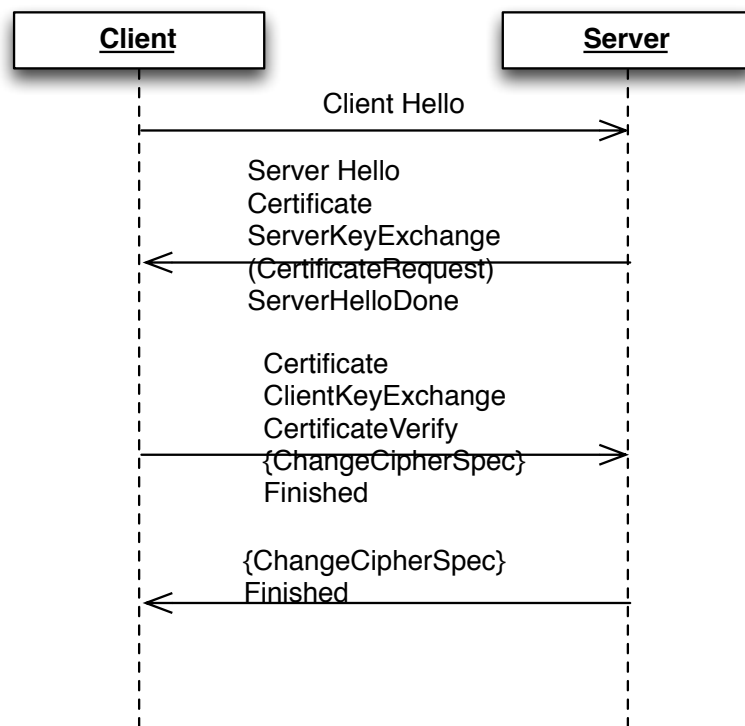 Client
Server
Client Hello
Server Hello
Certificate
ServerKeyExchange
(CertificateRequest)
ServerHelloDone
Certificate
ClientKeyExchange
CertificateVerify
{ChangeCipherSpec}
Finished
{ChangeCipherSpec}
Finished